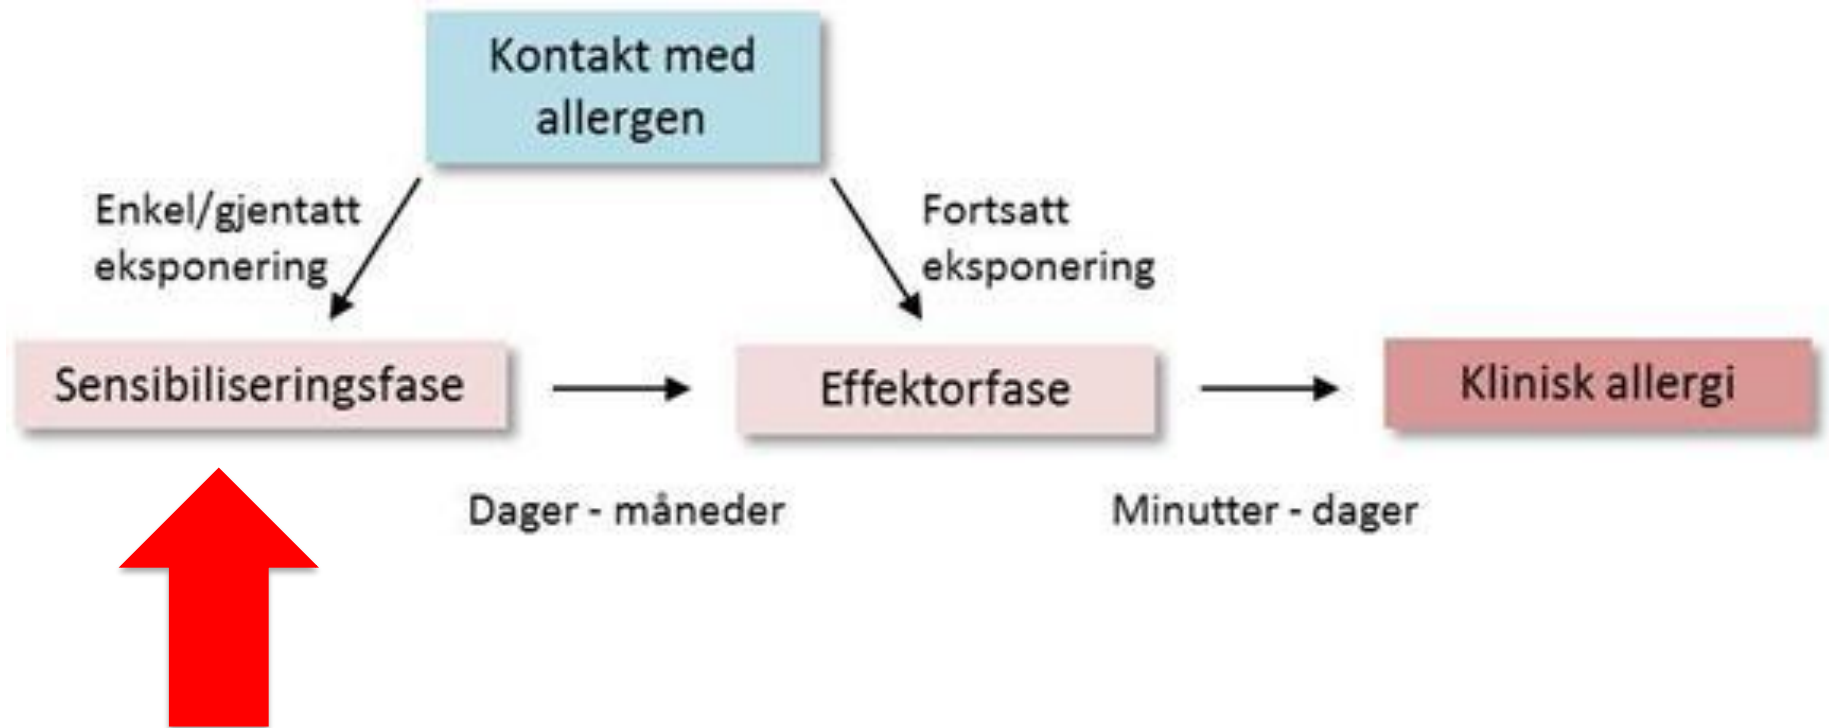 Kontakt med
allergen
Enkel/gjentatt
eksponering
Fortsatt
eksponering
Sensibiliseringsfase
Effektorfase
Klinisk allergi
Dager - måneder
Minutter - dager